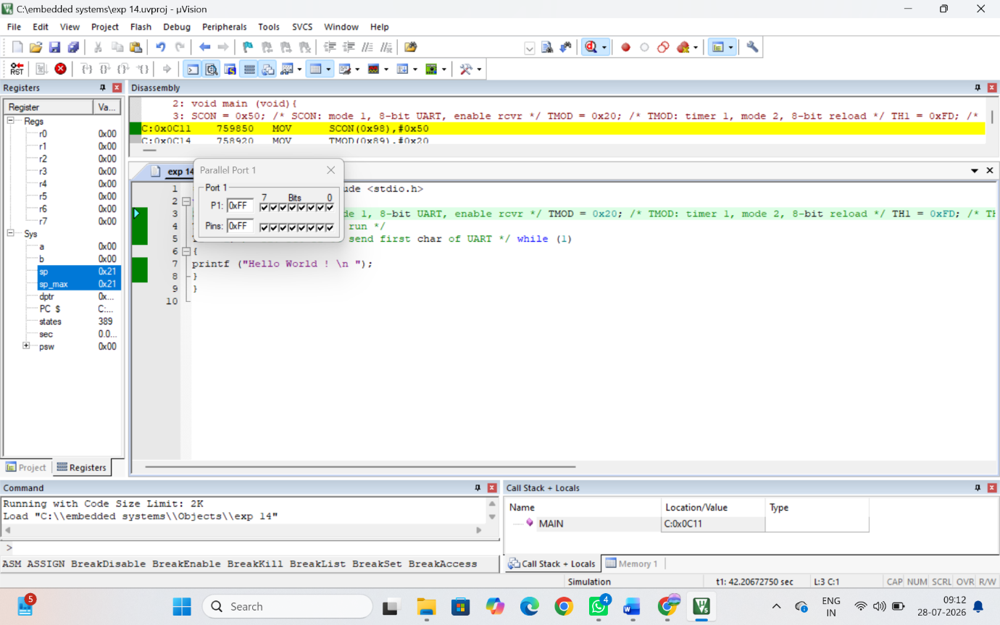 C:\embedded systems\exp 14.uvproj - µVision
File Edit View Project Flash Debug Peripherals Tools SVCS Window Help
RST
Registers
Register Va...
Regs
r0 0x00
r1 0x00
r2 0x00
r3 0x00
r4 0x00
r5 0x00
r6 0x00
r7 0x00
Sys
a 0x00
b 0x00
sp 0x21
sp_max 0x21
dptr 0x...
PC $ C:...
states 389
sec 0.0...
psw 0x00
Project Registers
Disassembly
2: void main (void){
3: SCON = 0x50; /* SCON: mode 1, 8-bit UART, enable rcvr */ TMOD = 0x20; /* TMOD: timer 1, mode 2, 8-bit reload */ TH1 = 0xFD; /*
C:0x0C11 759850 MOV SCON(0x98),#0x50
C:0x0C14 758920 MOV TMOD(0x89),#0x20
exp 14
Parallel Port 1
Port 1
7 Bits 0
P1: 0xFF
Pins: 0xFF
1 ude <stdio.h>
2
3 de 1, 8-bit UART, enable rcvr */ TMOD = 0x20; /* TMOD: timer 1, mode 2, 8-bit reload */ TH1 = 0xFD; /* TH
4 run */
5 send first char of UART */ while (1)
6 {
7 printf ("Hello World ! \n ");
8 }
9 }
10
Command
Running with Code Size Limit: 2K
Load "C:\\embedded systems\\Objects\\exp 14"
>
ASM ASSIGN BreakDisable BreakEnable BreakKill BreakList BreakSet BreakAccess
Call Stack + Locals
Name Location/Value Type
MAIN C:0x0C11
Call Stack + Locals Memory 1
Simulation t1: 42.20672750 sec L:3 C:1 CAP NUM SCRL OVR R/W
5
Search
4
ENG
IN
09:12
28-07-2026